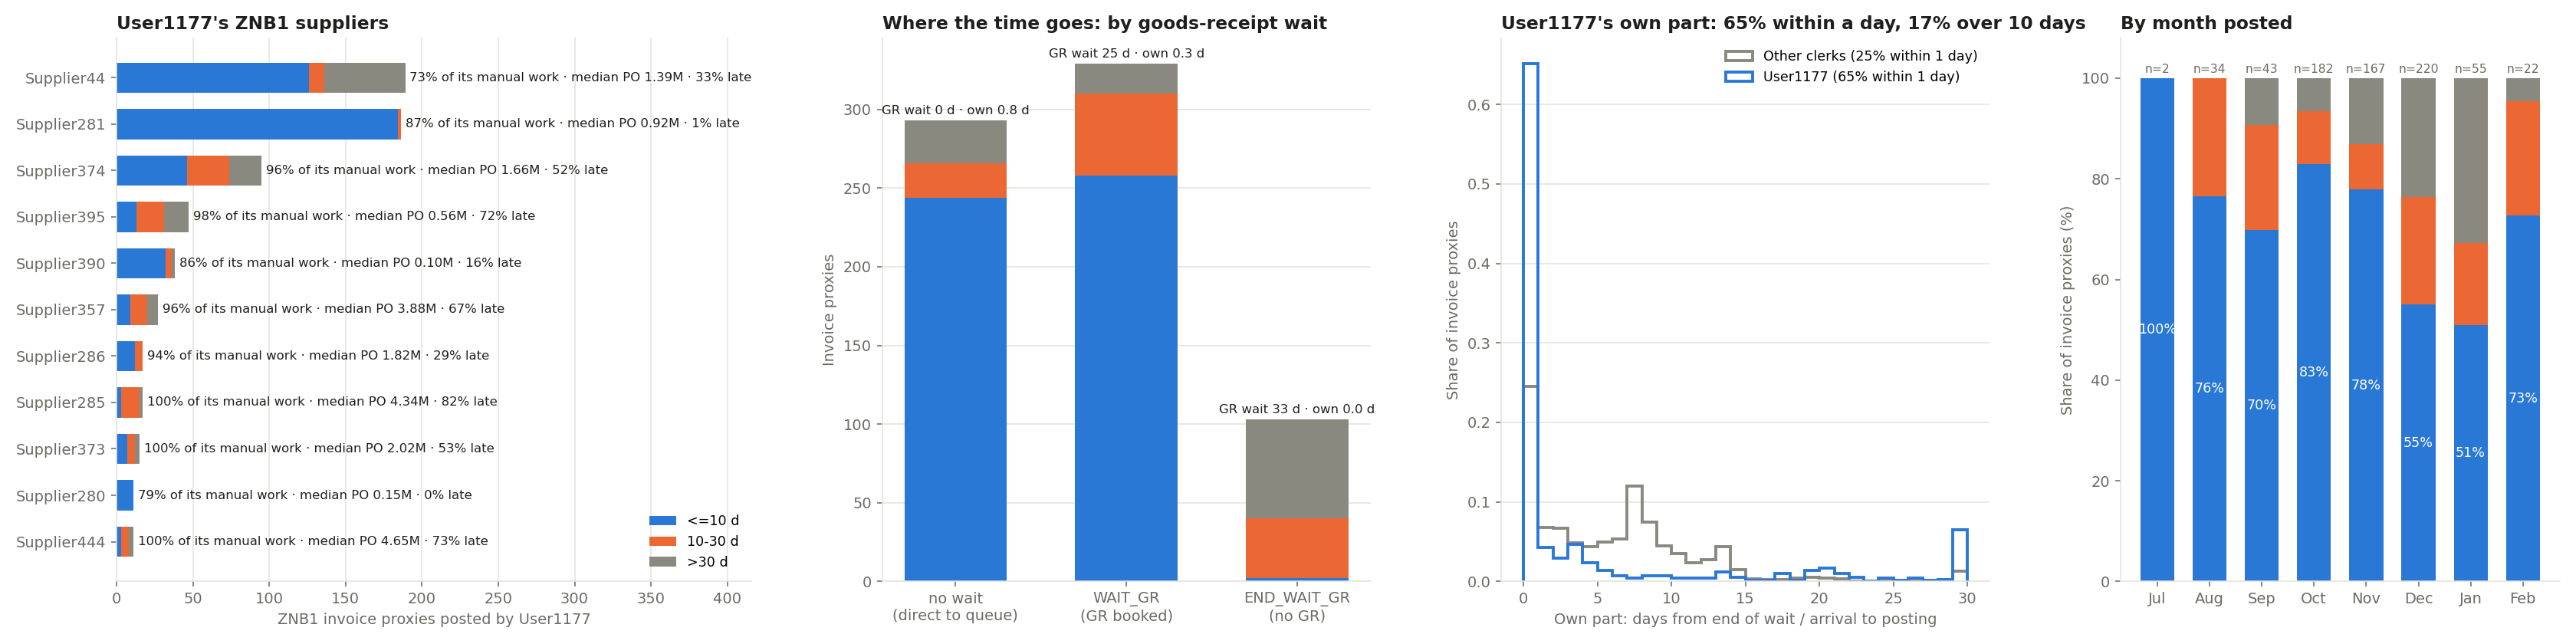 User1177's ZNB1 suppliers
Supplier44
73% of its manual work · median PO 1.39M · 33% late
Supplier281
87% of its manual work · median PO 0.92M · 1% late
Supplier374
96% of its manual work · median PO 1.66M · 52% late
Supplier395
98% of its manual work · median PO 0.56M · 72% late
Supplier390
86% of its manual work · median PO 0.10M · 16% late
Supplier357
96% of its manual work · median PO 3.88M · 67% late
Supplier286
94% of its manual work · median PO 1.82M · 29% late
Supplier285
100% of its manual work · median PO 4.34M · 82% late
Supplier373
100% of its manual work · median PO 2.02M · 53% late
Supplier280
79% of its manual work · median PO 0.15M · 0% late
Supplier444
100% of its manual work · median PO 4.65M · 73% late
<=10 d
10-30 d
>30 d
0 50 100 150 200 250 300 350 400
ZNB1 invoice proxies posted by User1177
Where the time goes: by goods-receipt wait
Invoice proxies
300
250
200
150
100
50
0
GR wait 0 d · own 0.8 d
GR wait 25 d · own 0.3 d
GR wait 33 d · own 0.0 d
no wait
(direct to queue)
WAIT_GR
(GR booked)
END_WAIT_GR
(no GR)
User1177's own part: 65% within a day, 17% over 10 days
Other clerks (25% within 1 day)
User1177 (65% within 1 day)
Share of invoice proxies
0.6
0.5
0.4
0.3
0.2
0.1
0.0
0 5 10 15 20 25 30
Own part: days from end of wait / arrival to posting
By month posted
Share of invoice proxies (%)
100
80
60
40
20
0
n=2 n=34 n=43 n=182 n=167 n=220 n=55 n=22
100% 76% 70% 83% 78% 55% 51% 73%
Jul Aug Sep Oct Nov Dec Jan Feb